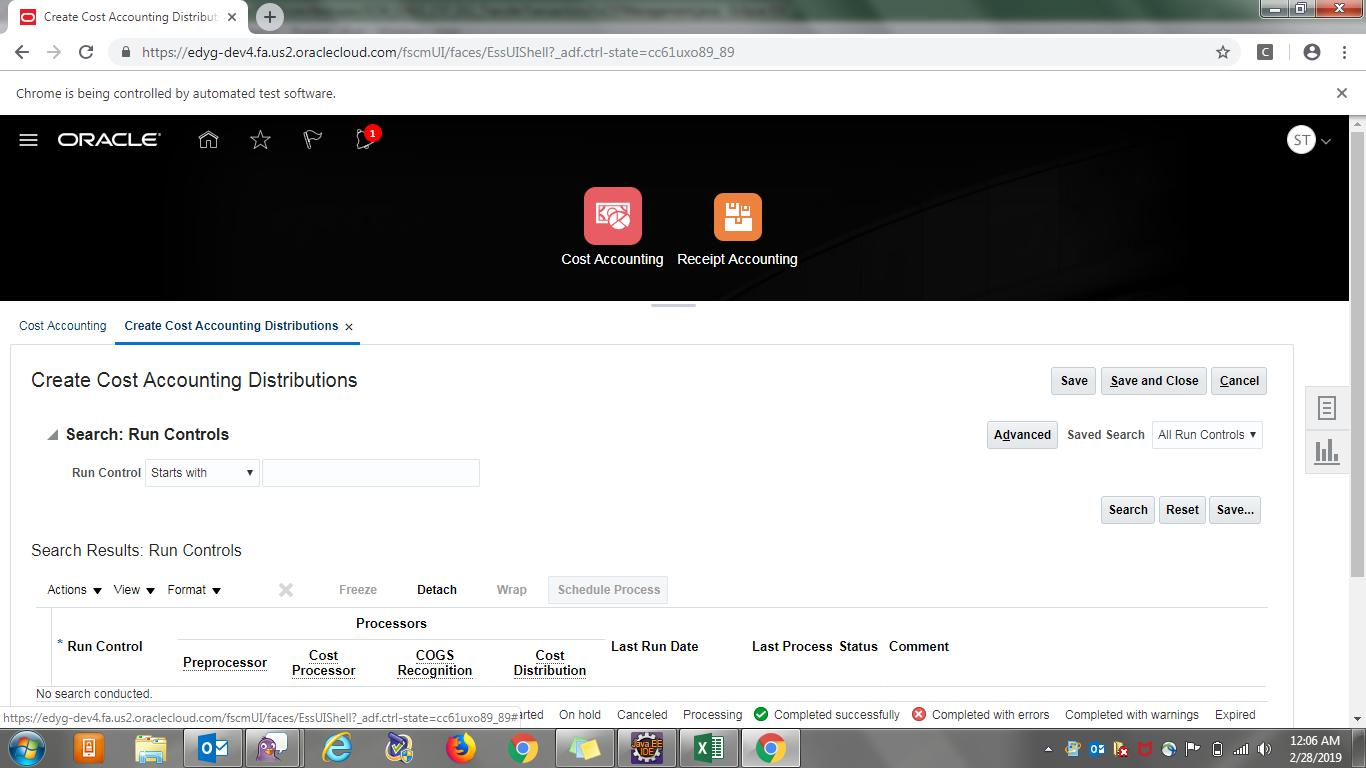 Create Cost Accounting Distribut
https://edyg-dev4.fa.us2.oraclecloud.com/fscmUI/faces/EssUIShell?_adf.ctrl-state=cc61uxo89_89
C
Chrome is being controlled by automated test software.
ORACLE
1
ST
Cost Accounting
Receipt Accounting
Cost Accounting
Create Cost Accounting Distributions
Create Cost Accounting Distributions
Save
Save and Close
Cancel
Search: Run Controls
Advanced
Saved Search
All Run Controls
Run Control
Starts with
Search
Reset
Save...
Search Results: Run Controls
Actions
View
Format
Freeze
Detach
Wrap
Schedule Process
Processors
* Run Control
Preprocessor
Cost
Processor
COGS
Recognition
Cost
Distribution
Last Run Date
Last Process
Status
Comment
No search conducted.
https://edyg-dev4.fa.us2.oraclecloud.com/fscmUI/faces/EssUIShell?_adf.ctrl-state=cc61uxo89_89#
On hold
Canceled
Processing
Completed successfully
Completed with errors
Completed with warnings
Expired
Java EE
IDE
12:06 AM
2/28/2019